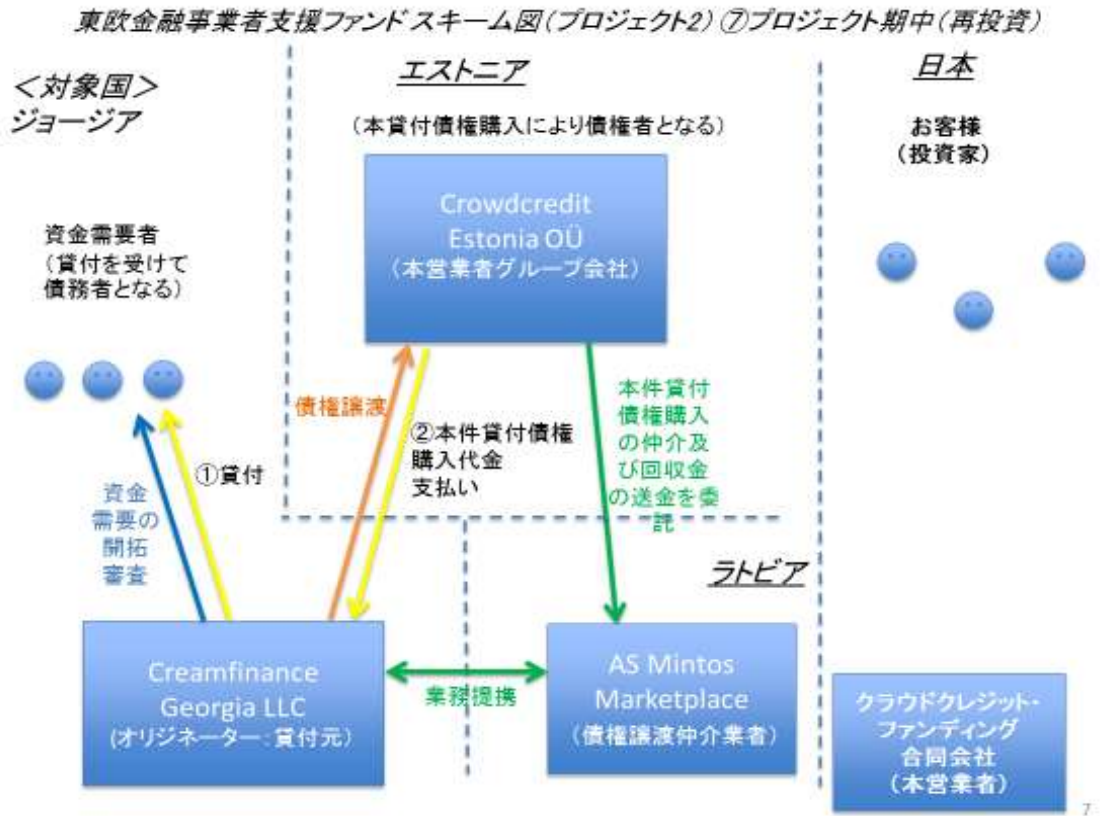 東欧金融事業者支援ファンド スキーム図(プロジェクト2) ⑦プロジェクト期中(再投資)
＜対象国＞
ジョージア
エストニア
日本
(本貸付債権購入により債権者となる)
お客様
(投資家)
Crowdcredit
Estonia OÜ
(本営業者グループ会社)
資金需要者
(貸付を受けて
債務者となる)
債権譲渡
②本件貸付債権
購入代金
支払い
本件貸付
債権購入
の仲介及
び回収金
の送金を委
託
①貸付
資金
需要の
開拓
審査
ラトビア
Creamfinance
Georgia LLC
(オリジネーター：貸付元)
業務提携
AS Mintos
Marketplace
(債権譲渡仲介業者)
クラウドクレジット・
ファンディング
合同会社
(本営業者)
7